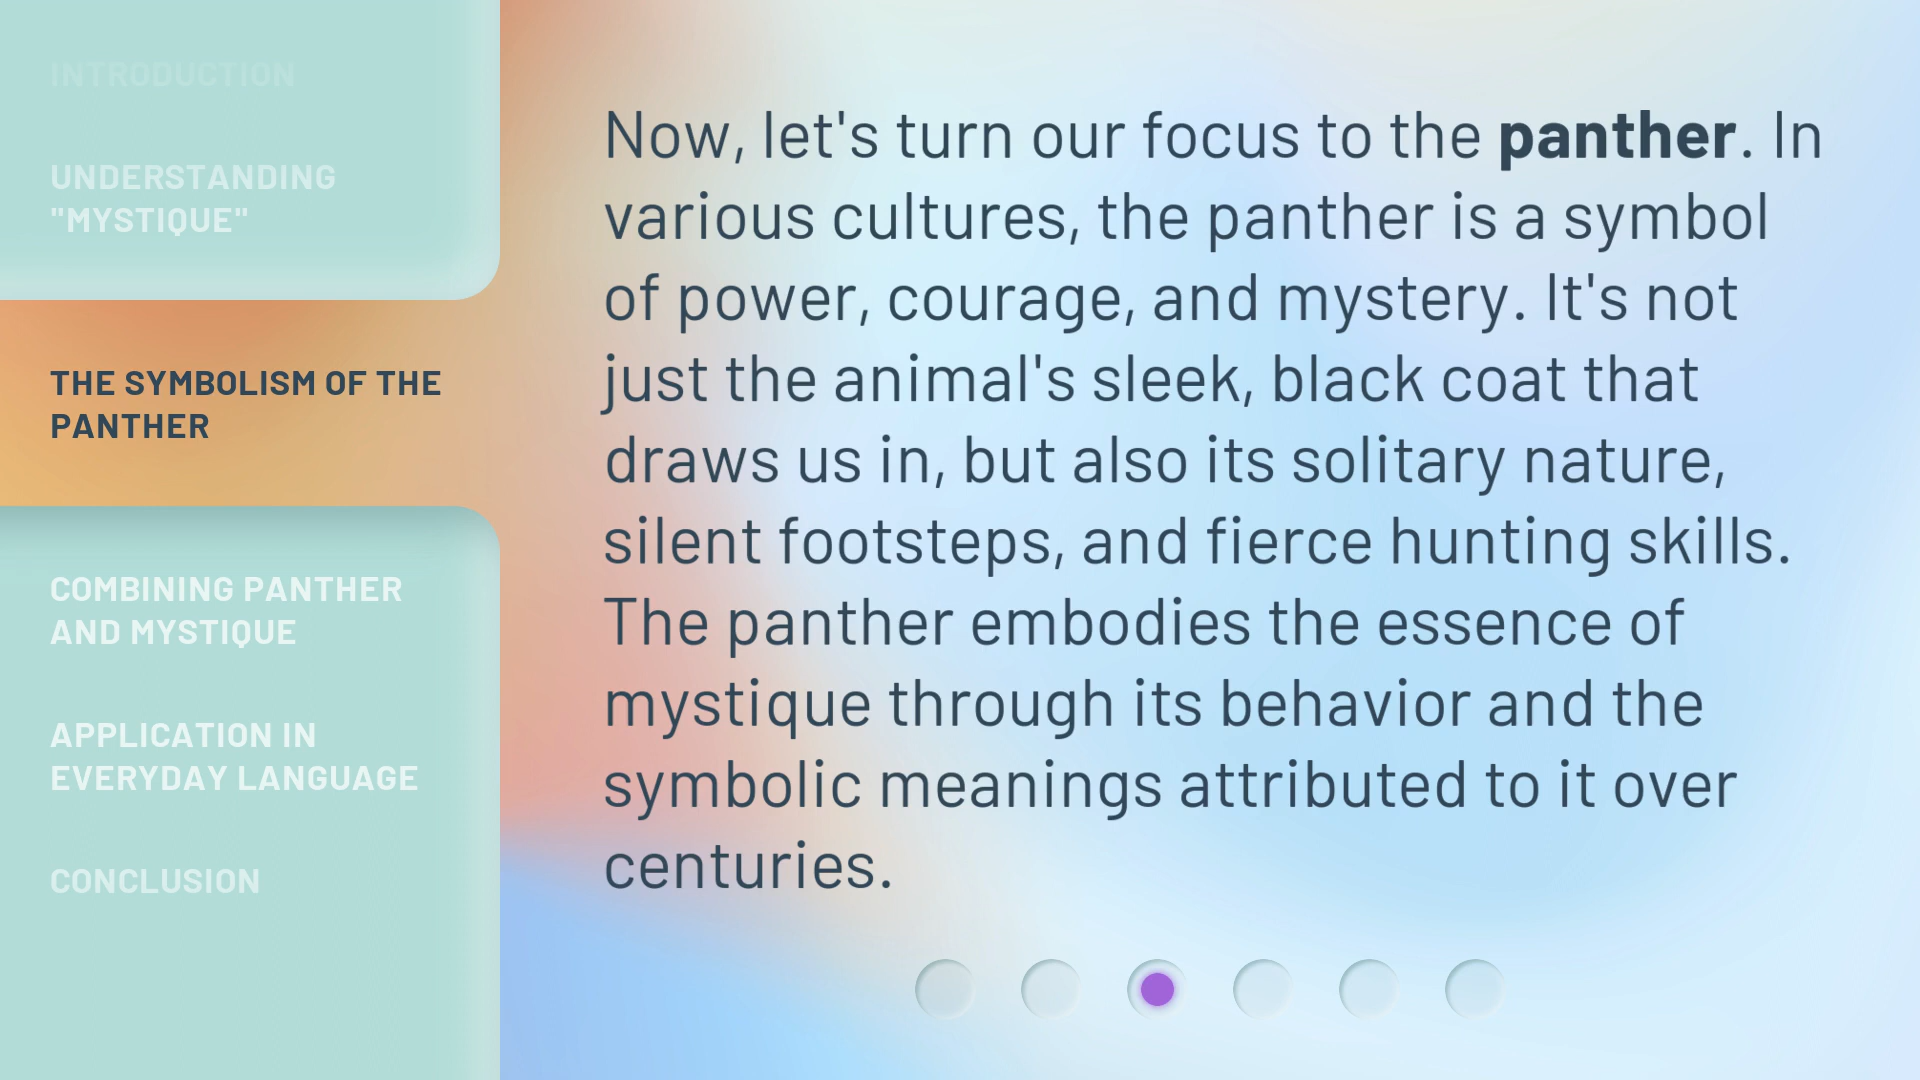 INTRODUCTION
UNDERSTANDING
"MYSTIQUE"
THE SYMBOLISM OF THE
PANTHER
COMBINING PANTHER
AND MYSTIQUE
APPLICATION IN
EVERYDAY LANGUAGE
CONCLUSION
Now, let's turn our focus to the panther. In
various cultures, the panther is a symbol
of power, courage, and mystery. It's not
just the animal's sleek, black coat that
draws us in, but also its solitary nature,
silent footsteps, and fierce hunting skills.
The panther embodies the essence of
mystique through its behavior and the
symbolic meanings attributed to it over
centuries.